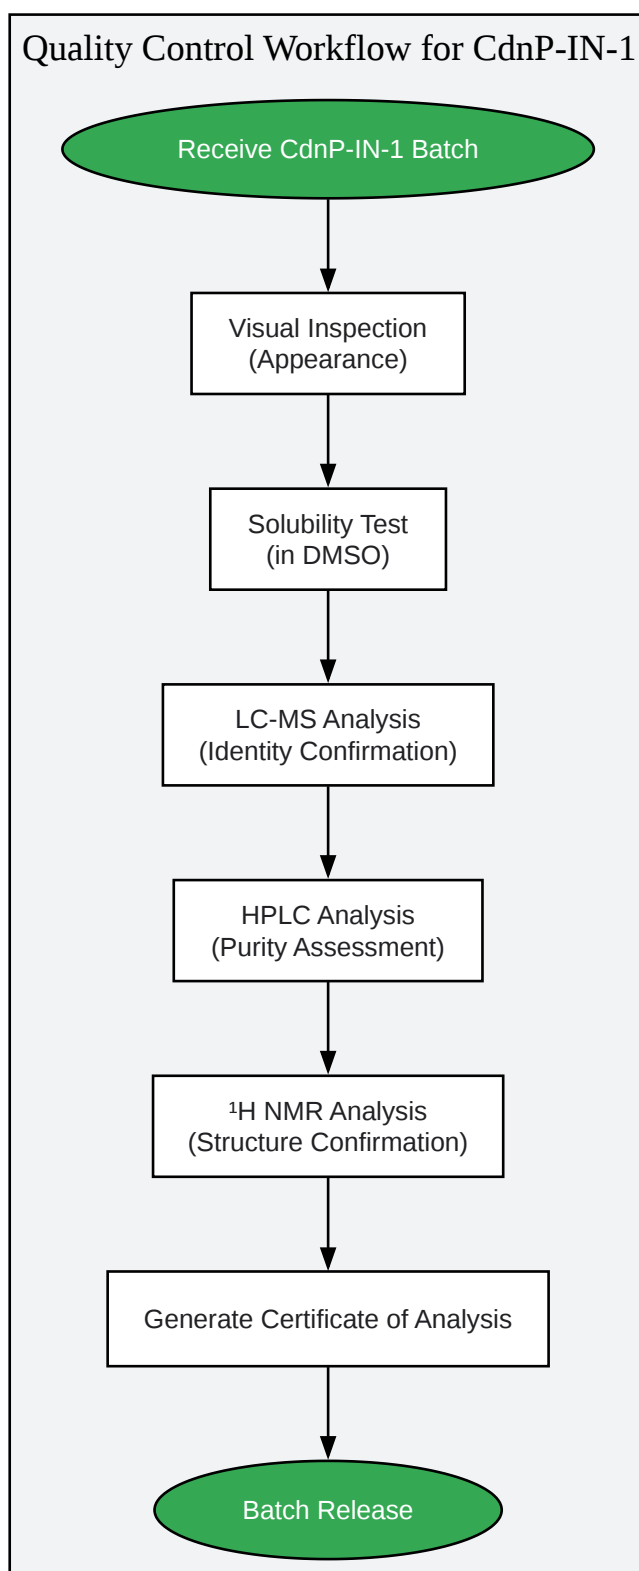 Quality Control Workflow for CdnP-IN-1
Receive CdnP-IN-1 Batch
Visual Inspection
(Appearance)
Solubility Test
(in DMSO)
LC-MS Analysis
(Identity Confirmation)
HPLC Analysis
(Purity Assessment)
¹H NMR Analysis
(Structure Confirmation)
Generate Certificate of Analysis
Batch Release